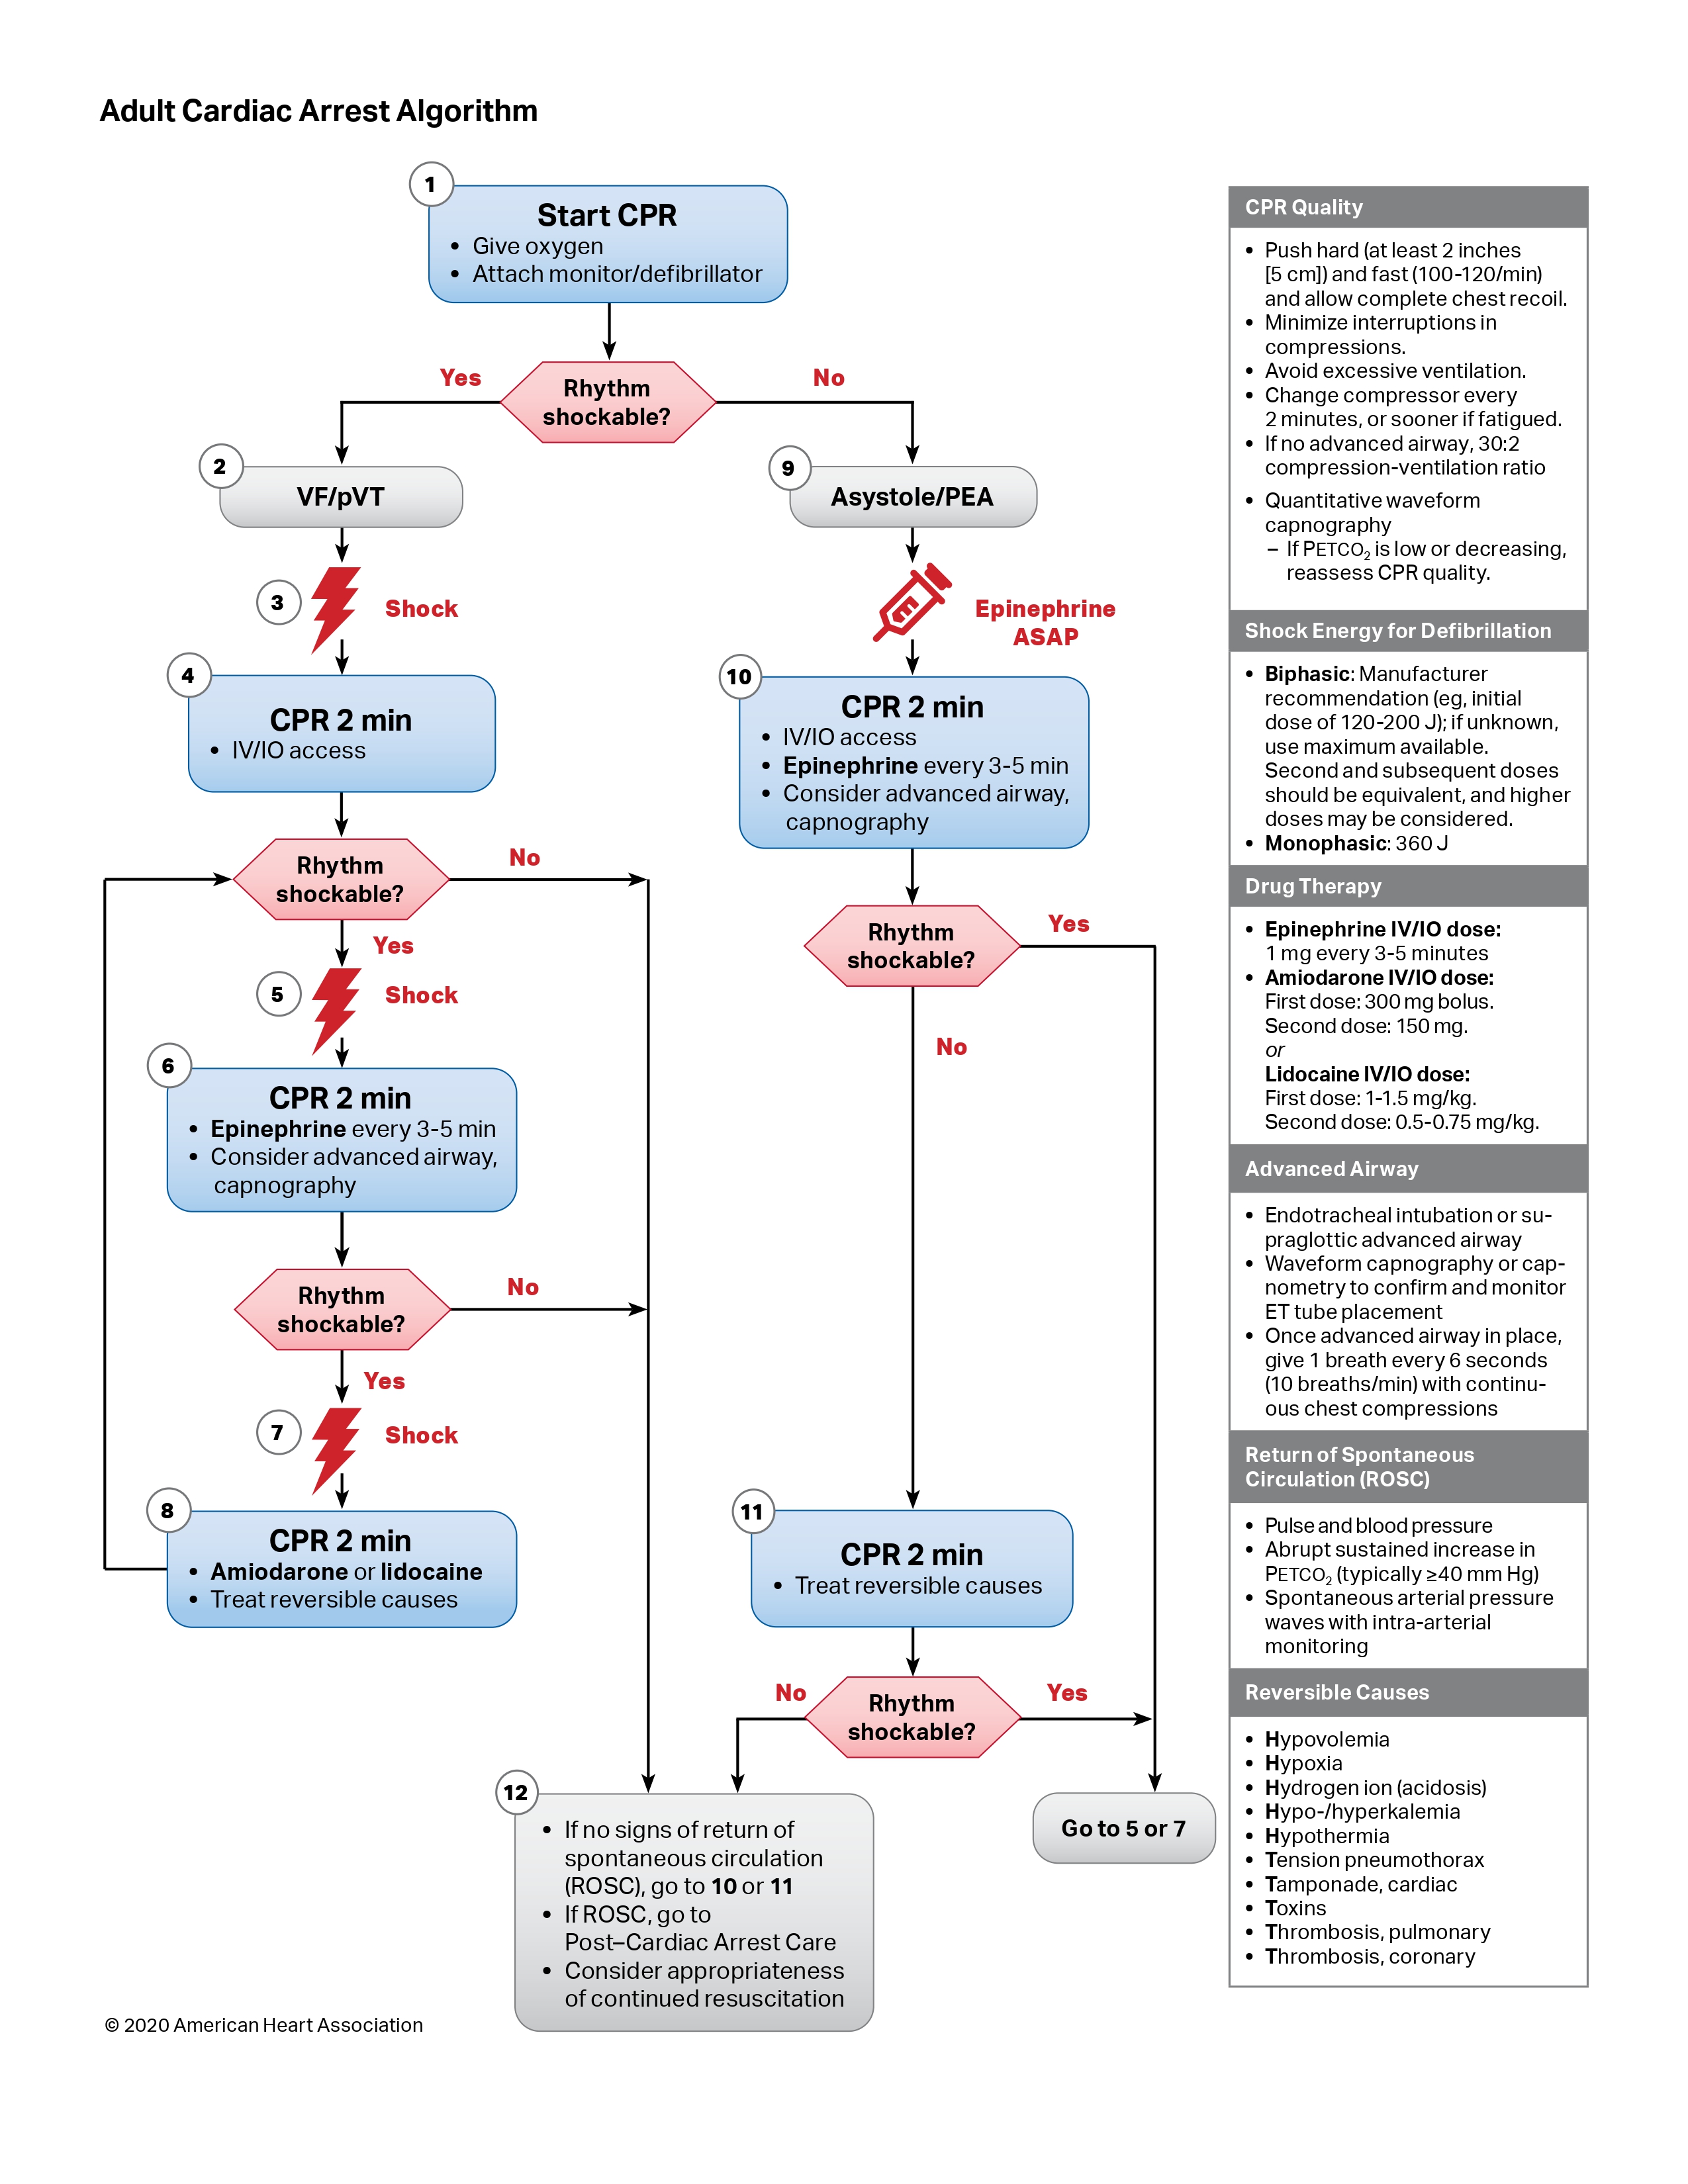 Adult Cardiac Arrest Algorithm
1
Start CPR
• Give oxygen
• Attach monitor/defibrillator
Rhythm
shockable?
Yes
No
2
VF/pVT
3
Shock
4
CPR 2 min
• IV/IO access
Rhythm
shockable?
No
Yes
5
Shock
6
CPR 2 min
• Epinephrine every 3-5 min
• Consider advanced airway,
capnography
Rhythm
shockable?
No
Yes
7
Shock
8
CPR 2 min
• Amiodarone or lidocaine
• Treat reversible causes
9
Asystole/PEA
Epinephrine
ASAP
10
CPR 2 min
• IV/IO access
• Epinephrine every 3-5 min
• Consider advanced airway,
capnography
Rhythm
shockable?
Yes
No
11
CPR 2 min
• Treat reversible causes
Rhythm
shockable?
No
Yes
12
• If no signs of return of
spontaneous circulation
(ROSC), go to 10 or 11
• If ROSC, go to
Post–Cardiac Arrest Care
• Consider appropriateness
of continued resuscitation
Go to 5 or 7
CPR Quality
• Push hard (at least 2 inches
[5 cm]) and fast (100-120/min)
and allow complete chest recoil.
• Minimize interruptions in
compressions.
• Avoid excessive ventilation.
• Change compressor every
2 minutes, or sooner if fatigued.
• If no advanced airway, 30:2
compression-ventilation ratio
• Quantitative waveform
capnography
– If PETCO₂ is low or decreasing,
reassess CPR quality.
Shock Energy for Defibrillation
• Biphasic: Manufacturer
recommendation (eg, initial
dose of 120-200 J); if unknown,
use maximum available.
Second and subsequent doses
should be equivalent, and higher
doses may be considered.
• Monophasic: 360 J
Drug Therapy
• Epinephrine IV/IO dose:
1 mg every 3-5 minutes
• Amiodarone IV/IO dose:
First dose: 300 mg bolus.
Second dose: 150 mg.
or
Lidocaine IV/IO dose:
First dose: 1-1.5 mg/kg.
Second dose: 0.5-0.75 mg/kg.
Advanced Airway
• Endotracheal intubation or su-
praglottic advanced airway
• Waveform capnography or cap-
nometry to confirm and monitor
ET tube placement
• Once advanced airway in place,
give 1 breath every 6 seconds
(10 breaths/min) with continu-
ous chest compressions
Return of Spontaneous
Circulation (ROSC)
• Pulse and blood pressure
• Abrupt sustained increase in
PETCO₂ (typically ≥40 mm Hg)
• Spontaneous arterial pressure
waves with intra-arterial
monitoring
Reversible Causes
• Hypovolemia
• Hypoxia
• Hydrogen ion (acidosis)
• Hypo-/hyperkalemia
• Hypothermia
• Tension pneumothorax
• Tamponade, cardiac
• Toxins
• Thrombosis, pulmonary
• Thrombosis, coronary
© 2020 American Heart Association